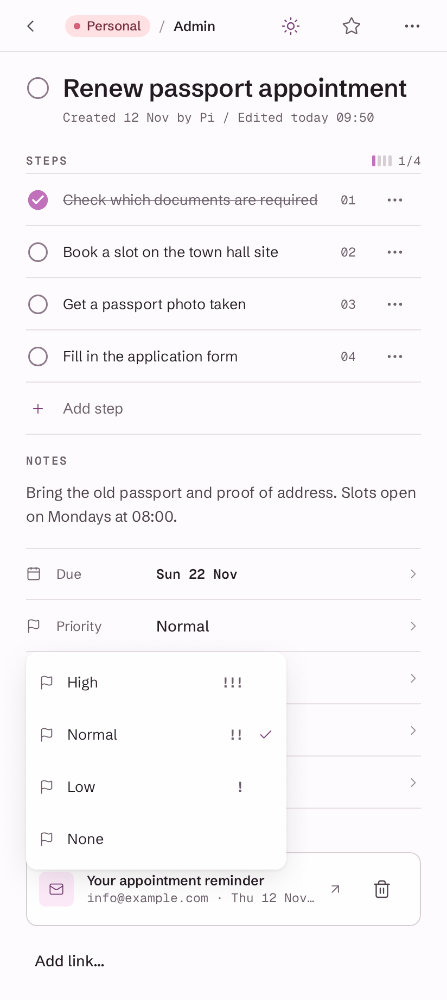 Personal / Admin
Renew passport appointment
Created 12 Nov by Pi / Edited today 09:50
STEPS 1/4
Check which documents are required 01
Book a slot on the town hall site 02
Get a passport photo taken 03
Fill in the application form 04
+ Add step
NOTES
Bring the old passport and proof of address. Slots open
on Mondays at 08:00.
Due Sun 22 Nov
Priority Normal
High !!!
Normal !!
Low !
None
Your appointment reminder
info@example.com · Thu 12 Nov…
Add link…